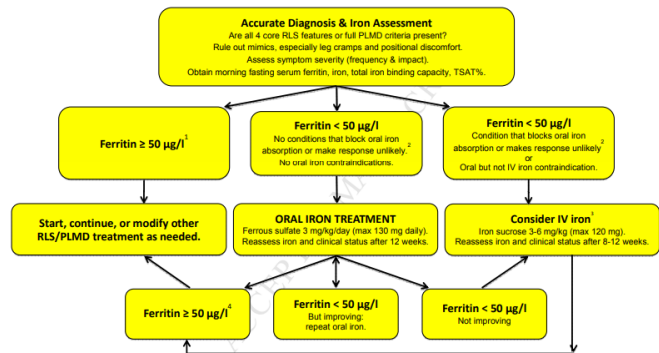 Accurate Diagnosis & Iron Assessment
Are all 4 core RLS features or full PLMD criteria present?
Rule out mimics, especially leg cramps and positional discomfort.
Assess symptom severity (frequency & impact).
Obtain morning fasting serum ferritin, iron, total iron binding capacity, TSAT%.
Ferritin ≥ 50 µg/l¹
Ferritin < 50 µg/l
No conditions that block oral iron
absorption or make response unlikely.²
No oral iron contraindications.
Ferritin < 50 µg/l
Condition that blocks oral iron
absorption or makes response unlikely²
or
Oral but not IV iron contraindication.
Start, continue, or modify other
RLS/PLMD treatment as needed.
ORAL IRON TREATMENT
Ferrous sulfate 3 mg/kg/day (max 130 mg daily).
Reassess iron and clinical status after 12 weeks.
Consider IV iron³
Iron sucrose 3-6 mg/kg (max 120 mg).
Reassess iron and clinical status after 8-12 weeks.
Ferritin ≥ 50 µg/l⁴
Ferritin < 50 µg/l
But improving:
repeat oral iron.
Ferritin < 50 µg/l
Not improving